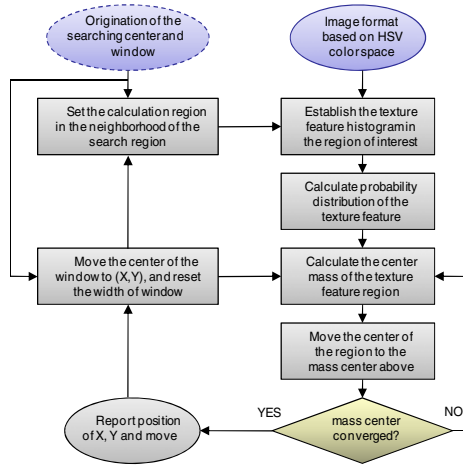 Origination of the
searching center and
window
Image format
based on HSV
color space
Set the calculation region
in the neighborhood of the
search region
Establish the texture
feature histogram in
the region of interest
Calculate probability
distribution of the
texture feature
Move the center of the
window to (X,Y), and reset
the width of window
Calculate the center
mass of the texture
feature region
Move the center of
the region to the
mass center above
Report position
of X, Y and move
YES
mass center
converged?
NO